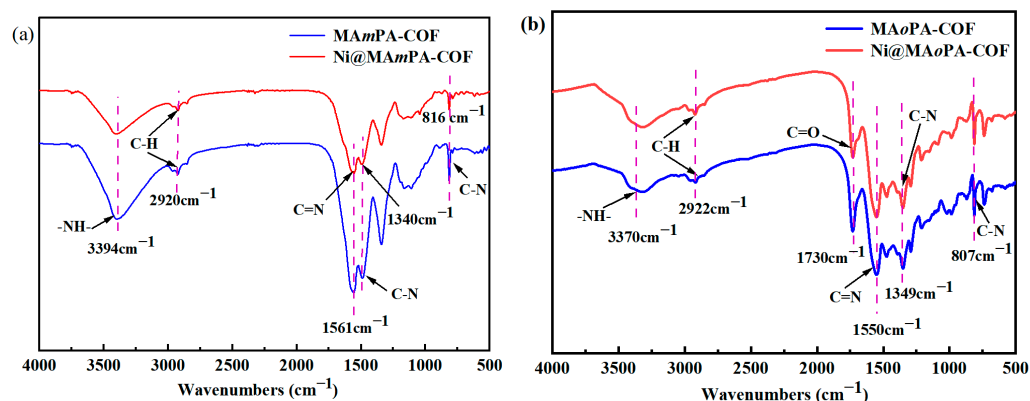 (a)
MAmPA-COF
Ni@MAmPA-COF
816 cm⁻¹
C-H
2920cm⁻¹
-NH-
3394cm⁻¹
C=N
1340cm⁻¹
C-N
C-N
1561cm⁻¹
4000 3500 3000 2500 2000 1500 1000 500
Wavenumbers (cm⁻¹)
(b)
MAoPA-COF
Ni@MAoPA-COF
C-N
C=O
C-H
2922cm⁻¹
-NH-
3370cm⁻¹
1730cm⁻¹
C-N
807cm⁻¹
C=N
1349cm⁻¹
1550cm⁻¹
4000 3500 3000 2500 2000 1500 1000 500
Wavenumbers (cm⁻¹)